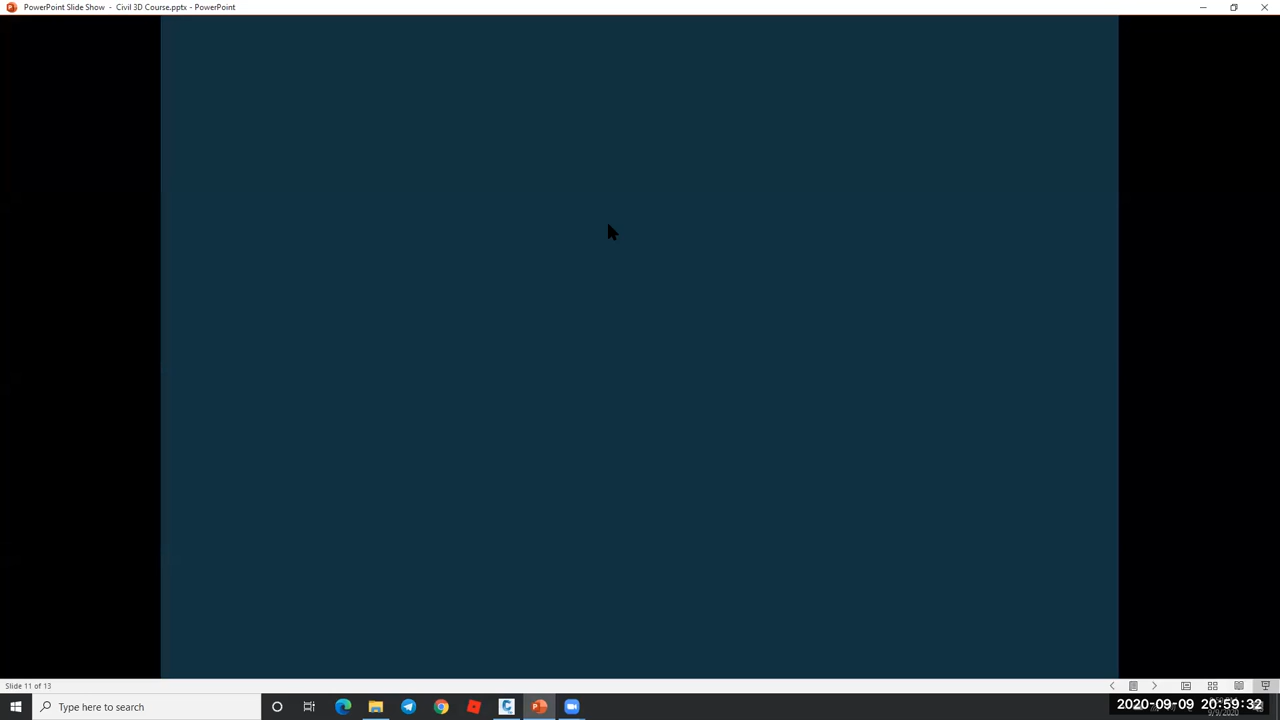 PowerPoint Slide Show - Civil 3D Course.pptx - PowerPoint
Slide 11 of 13
Type here to search
2020-09-09 20:59:32